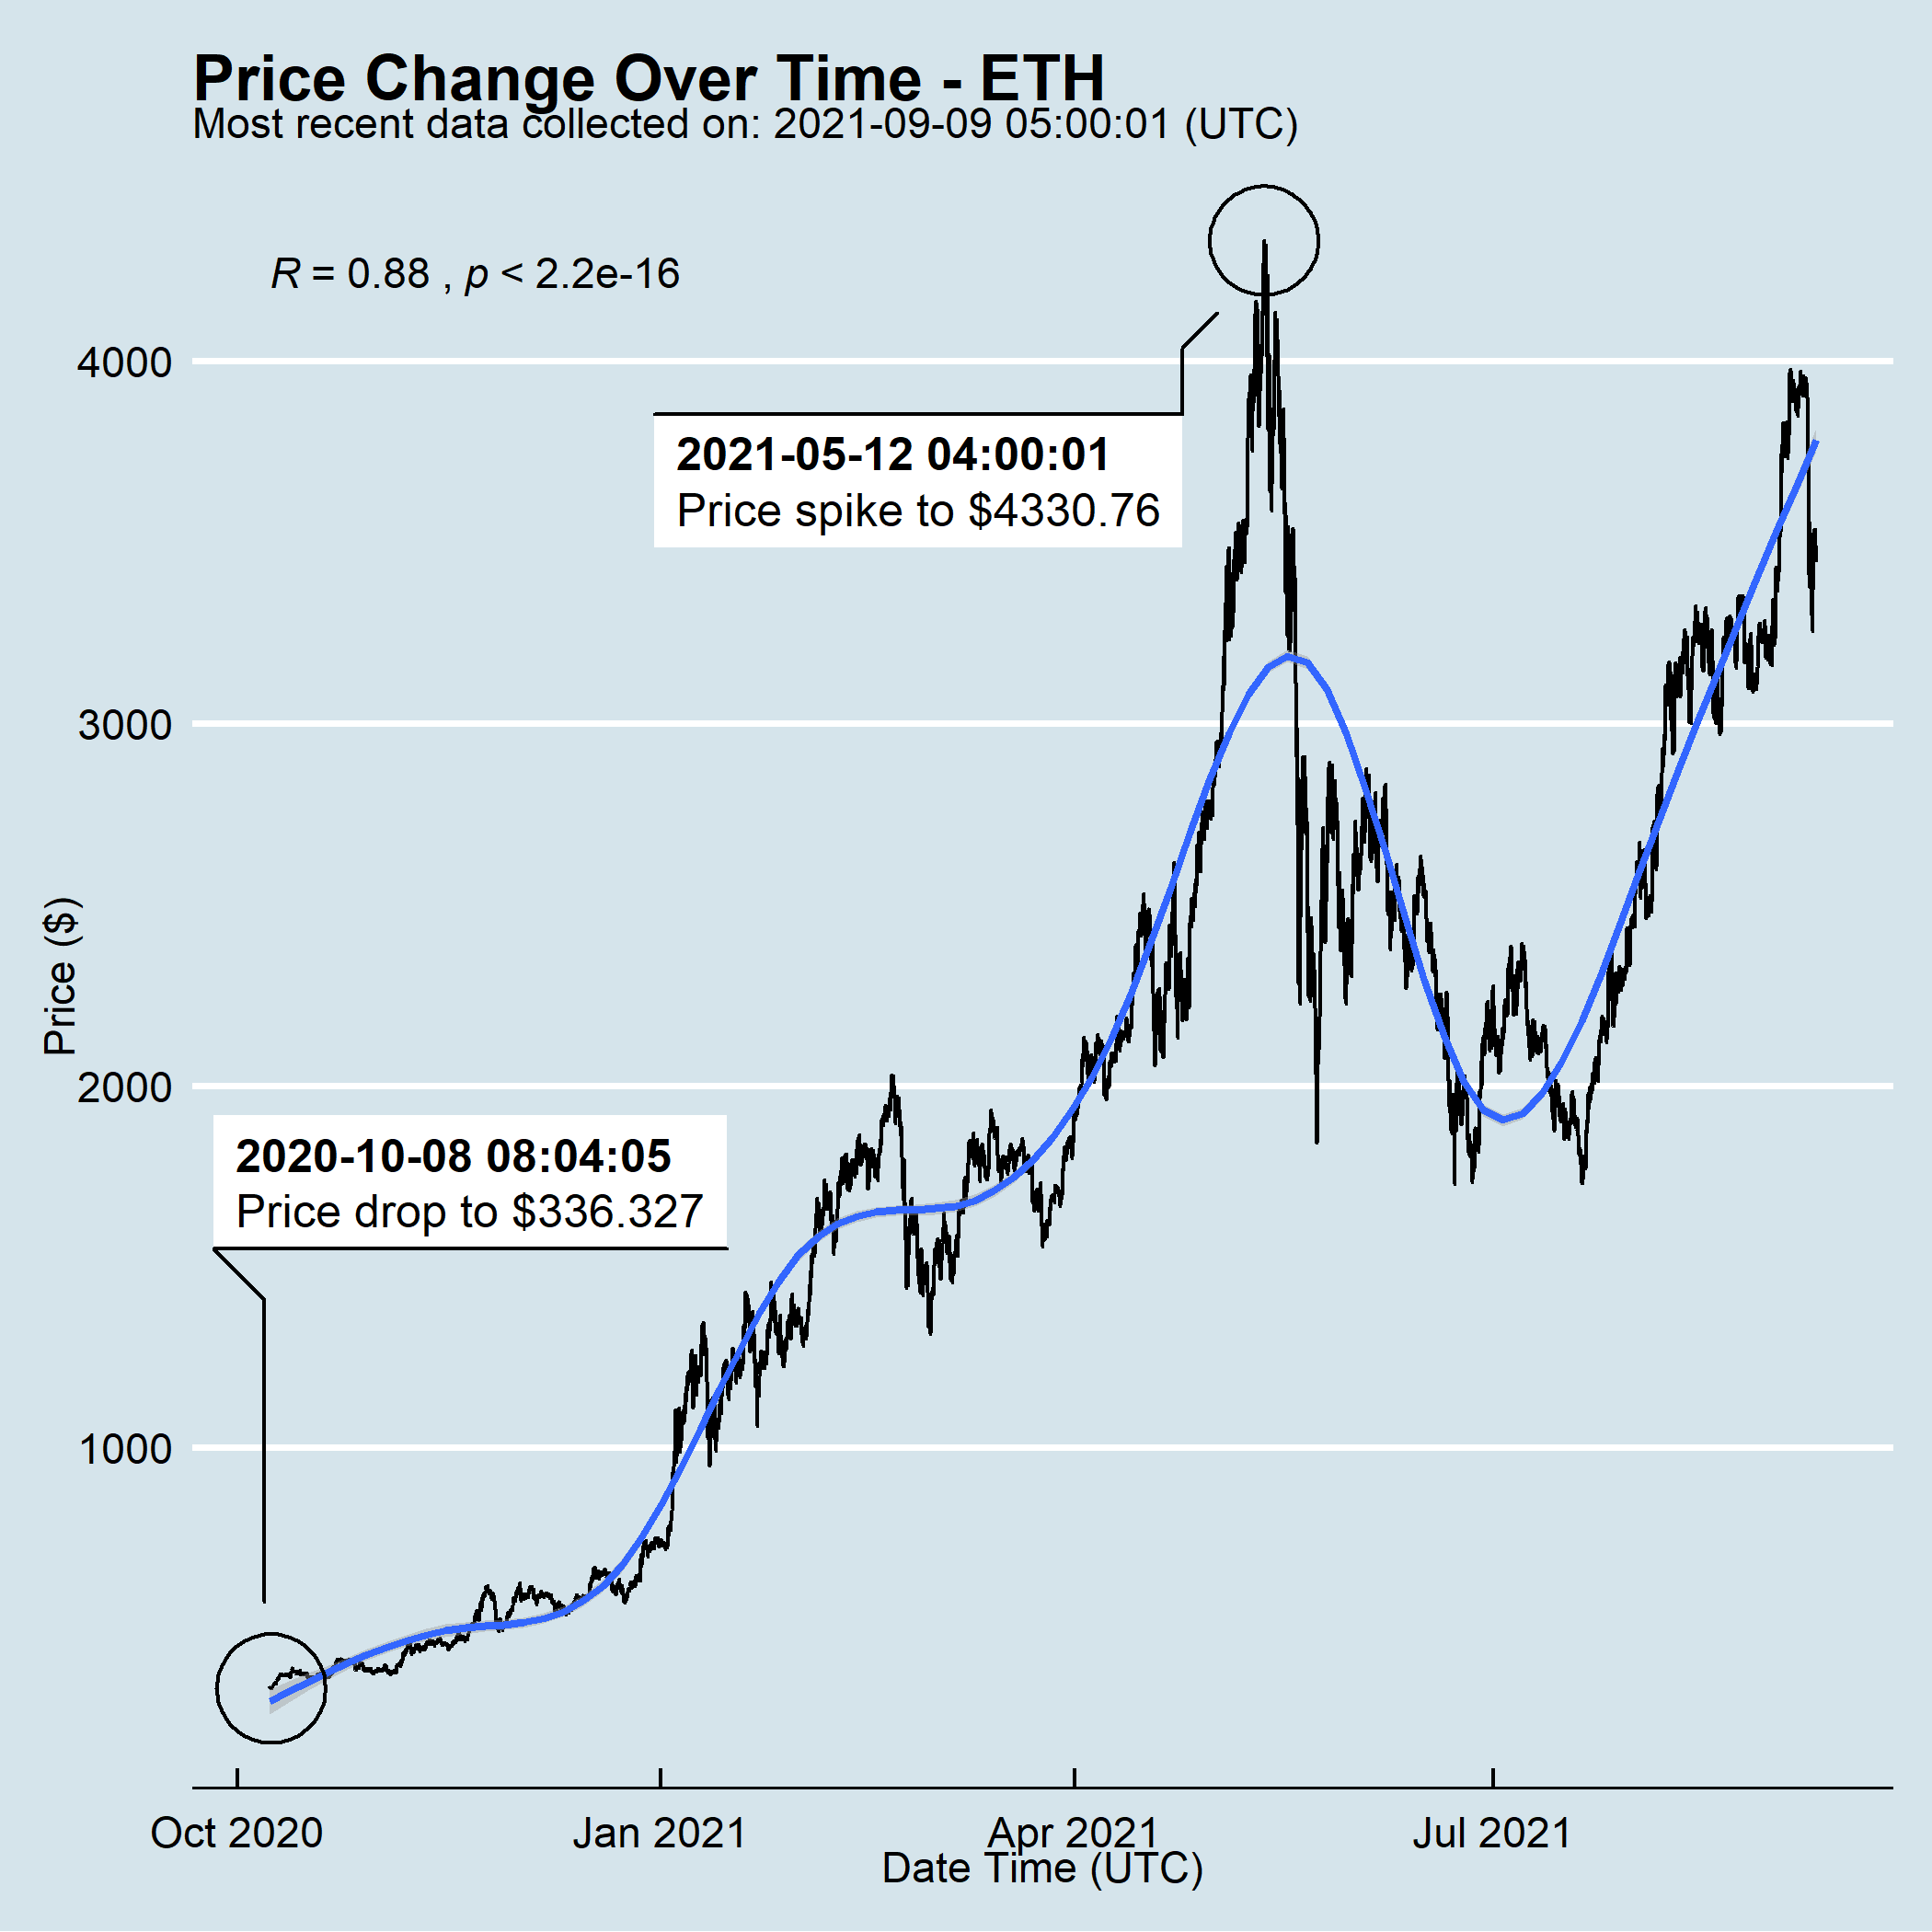 Price Change Over Time - ETH
Most recent data collected on: 2021-09-09 05:00:01 (UTC)
R = 0.88 , p < 2.2e-16
4000
2021-05-12 04:00:01
Price spike to $4330.76
3000
Price ($)
2000
2020-10-08 08:04:05
Price drop to $336.327
1000
Oct 2020
Jan 2021
Apr 2021
Jul 2021
Date Time (UTC)